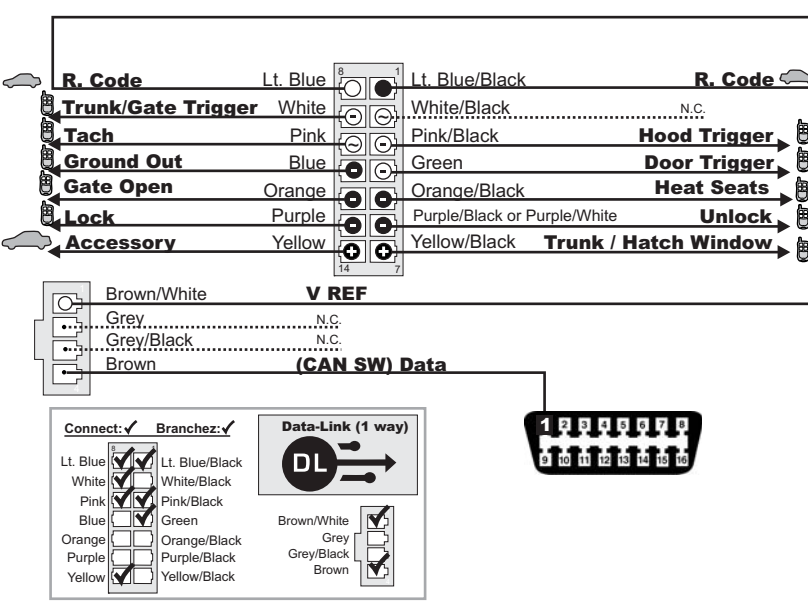 8 1
R. Code Lt. Blue Lt. Blue/Black R. Code
Trunk/Gate Trigger White White/Black N.C.
Tach Pink Pink/Black Hood Trigger
Ground Out Blue Green Door Trigger
Gate Open Orange Orange/Black Heat Seats
Lock Purple Purple/Black or Purple/White Unlock
Accessory Yellow Yellow/Black Trunk / Hatch Window
14 7
1
Brown/White V REF
Grey N.C.
Grey/Black N.C.
Brown (CAN SW) Data
4
1 2 3 4 5 6 7 8
9 10 11 12 13 14 15 16
Connect: Branchez:
8 1
Lt. Blue Lt. Blue/Black
White White/Black
Pink Pink/Black
Blue Green
Orange Orange/Black
Purple Purple/Black
Yellow Yellow/Black
Data-Link (1 way)
DL
Brown/White
Grey
Grey/Black
Brown